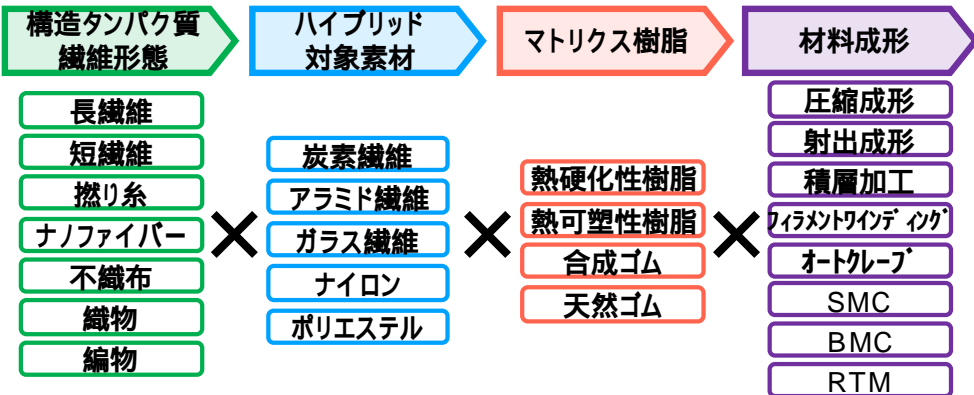 構造タンパク質
繊維形態
長繊維
短繊維
撚り糸
ナノファイバー
不織布
織物
編物
×
ハイブリッド
対象素材
炭素繊維
アラミド繊維
ガラス繊維
ナイロン
ポリエステル
×
マトリクス樹脂
熱硬化性樹脂
熱可塑性樹脂
合成ゴム
天然ゴム
×
材料成形
圧縮成形
射出成形
積層加工
フィラメントワインディング
オートクレーブ
SMC
BMC
RTM